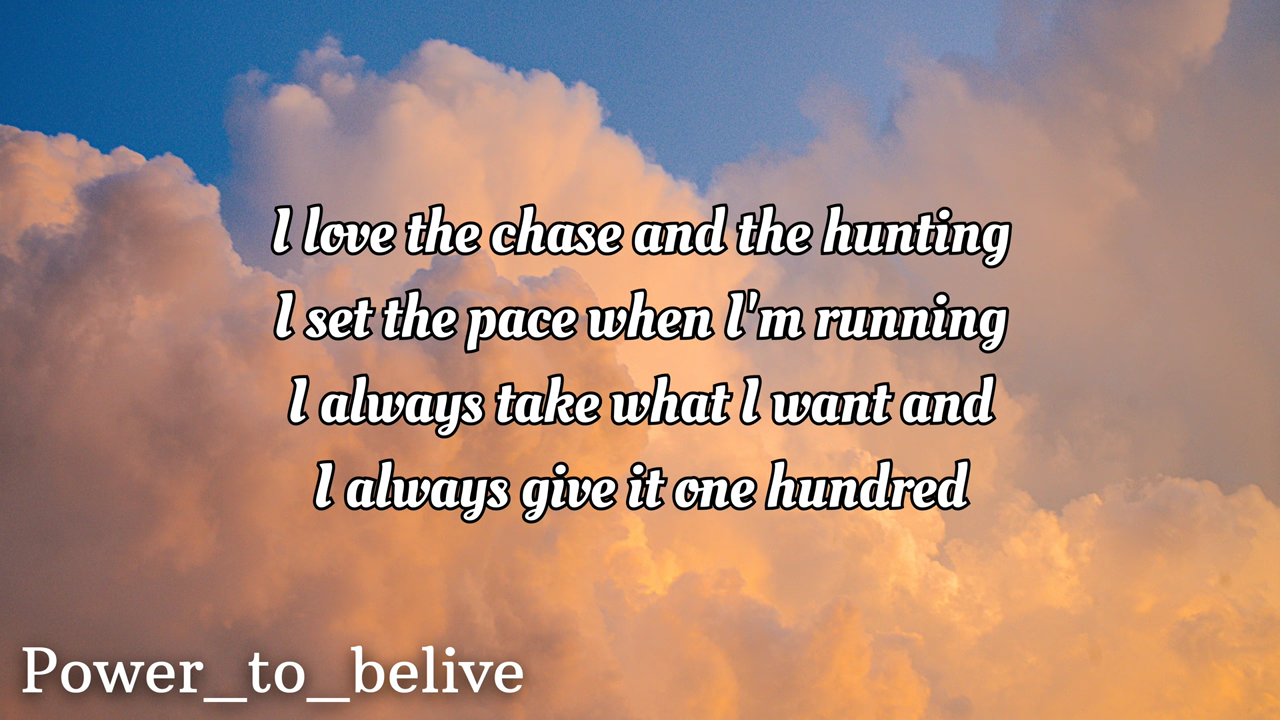 I love the chase and the hunting
I set the pace when I'm running
I always take what I want and
I always give it one hundred
Power_to_belive